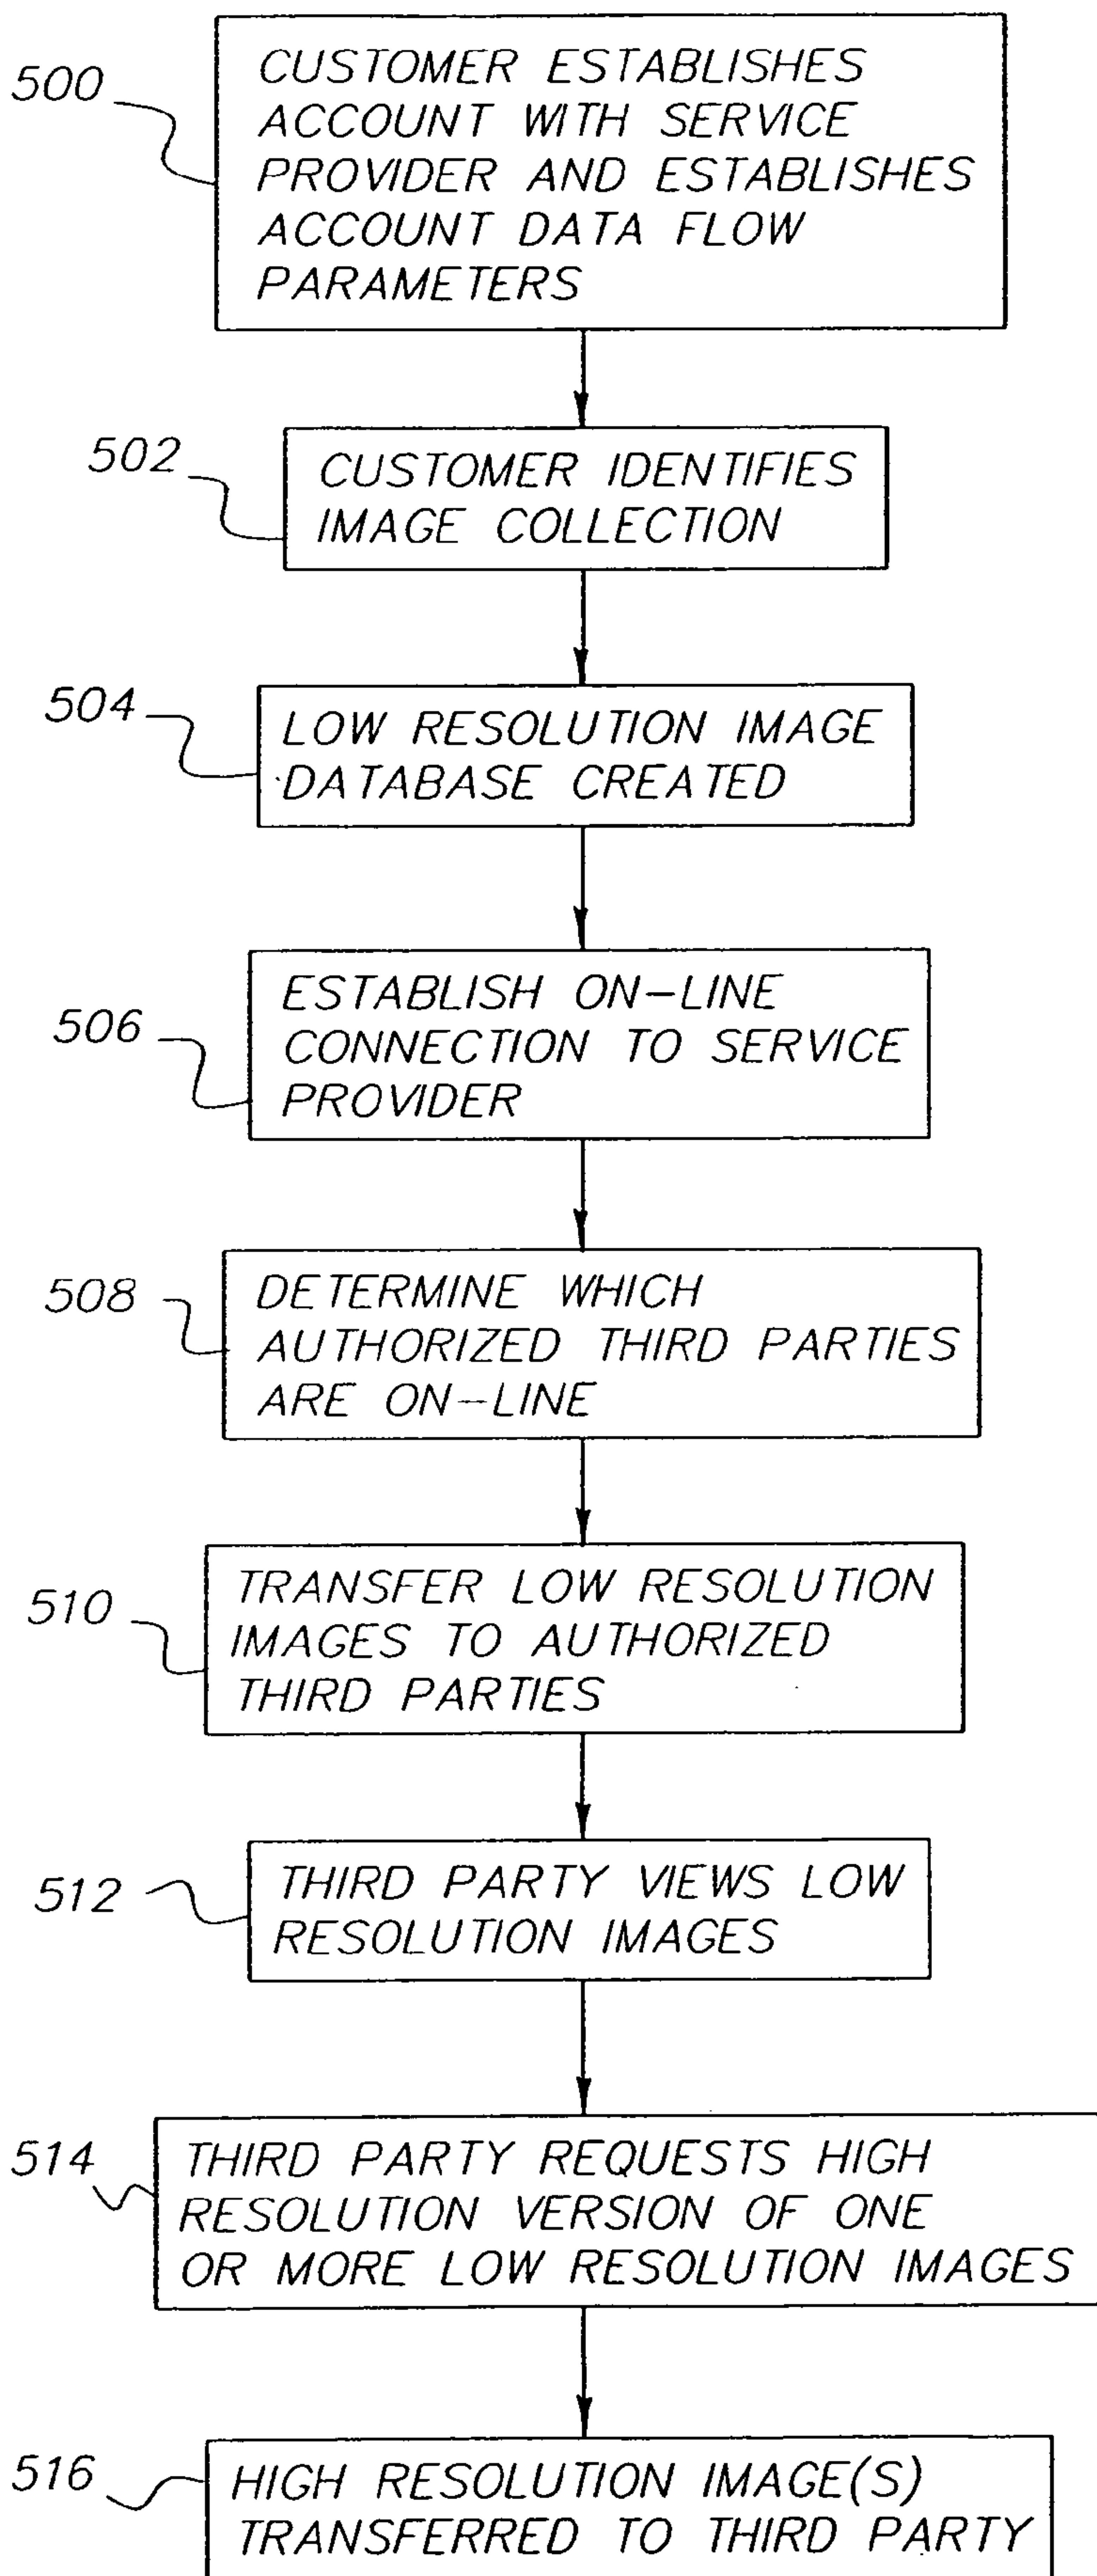 500
CUSTOMER ESTABLISHES
ACCOUNT WITH SERVICE
PROVIDER AND ESTABLISHES
ACCOUNT DATA FLOW
PARAMETERS
502
CUSTOMER IDENTIFIES
IMAGE COLLECTION
504
LOW RESOLUTION IMAGE
DATABASE CREATED
506
ESTABLISH ON-LINE
CONNECTION TO SERVICE
PROVIDER
508
DETERMINE WHICH
AUTHORIZED THIRD PARTIES
ARE ON-LINE
510
TRANSFER LOW RESOLUTION
IMAGES TO AUTHORIZED
THIRD PARTIES
512
THIRD PARTY VIEWS LOW
RESOLUTION IMAGES
514
THIRD PARTY REQUESTS HIGH
RESOLUTION VERSION OF ONE
OR MORE LOW RESOLUTION IMAGES
516
HIGH RESOLUTION IMAGE(S)
TRANSFERRED TO THIRD PARTY